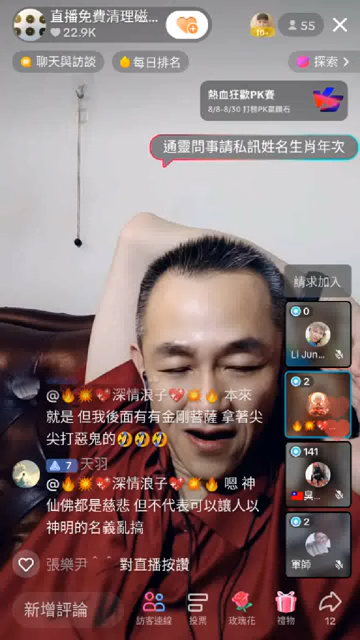 直播免費清理磁...
22.9K
55
聊天與訪談
每日排名
探索 >
熱血狂歡PK賽
8/8-8/30 打榜PK贏鑽石
通靈問事請私訊姓名生肖年次
請求加入
0
Li Jun...
2
141
2
軍師
@🔥💥💖深情浪子💖💥🔥 本來
就是 但我後面有有金剛菩薩 拿著尖
尖打惡鬼的🤣🤣🤣
7 天羽
@🔥💥💖深情浪子💖💥🔥 嗯 神
仙佛都是慈悲 但不代表可以讓人以
神明的名義亂搞
張樂尹＾＾ 對直播按讚
新增評論
訪客連線
投票
玫瑰花
禮物
12